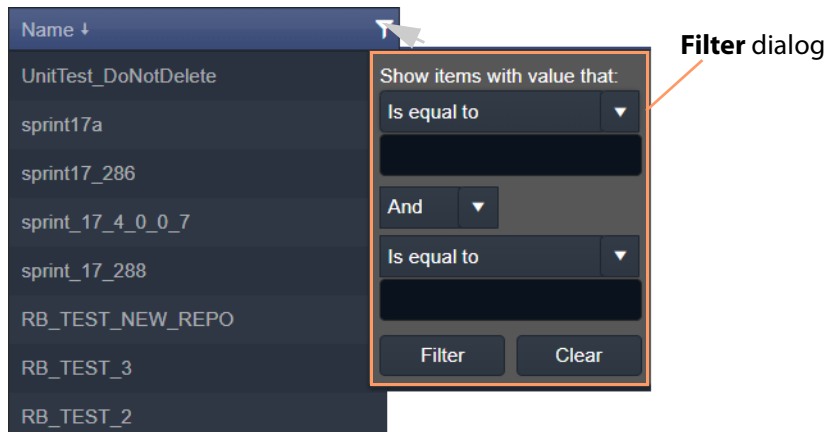 Name ↓
UnitTest_DoNotDelete
sprint17a
sprint17_286
sprint_17_4_0_0_7
sprint_17_288
RB_TEST_NEW_REPO
RB_TEST_3
RB_TEST_2
Show items with value that:
Is equal to
And
Is equal to
Filter Clear
Filter dialog